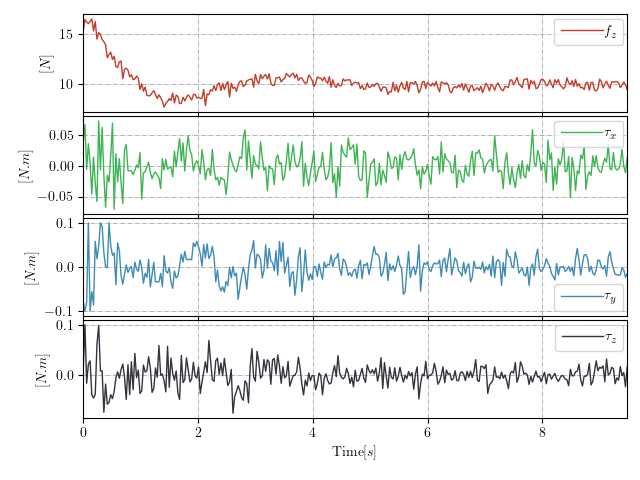 15
10
[N]
f_z
0.05
0.00
−0.05
[N.m]
τ_x
0.1
0.0
−0.1
[N.m]
τ_y
0.1
0.0
[N.m]
τ_z
0 2 4 6 8
Time[s]